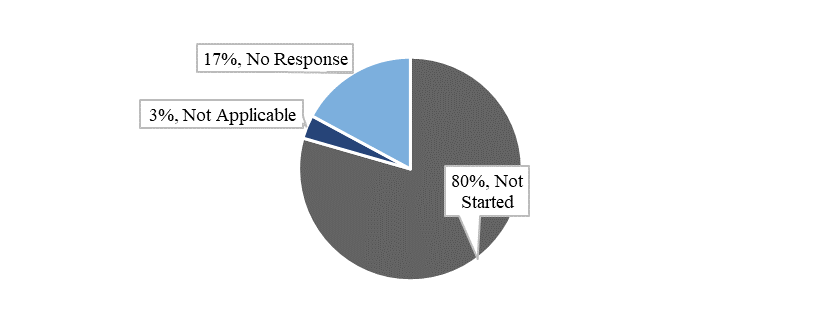 17%, No Response
3%, Not Applicable
80%, Not
Started